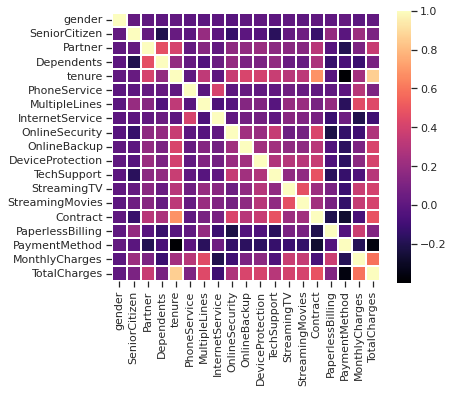 gender
SeniorCitizen
Partner
Dependents
tenure
PhoneService
MultipleLines
InternetService
OnlineSecurity
OnlineBackup
DeviceProtection
TechSupport
StreamingTV
StreamingMovies
Contract
PaperlessBilling
PaymentMethod
MonthlyCharges
TotalCharges
gender
SeniorCitizen
Partner
Dependents
tenure
PhoneService
MultipleLines
InternetService
OnlineSecurity
OnlineBackup
DeviceProtection
TechSupport
StreamingTV
StreamingMovies
Contract
PaperlessBilling
PaymentMethod
MonthlyCharges
TotalCharges
1.0
0.8
0.6
0.4
0.2
0.0
−0.2